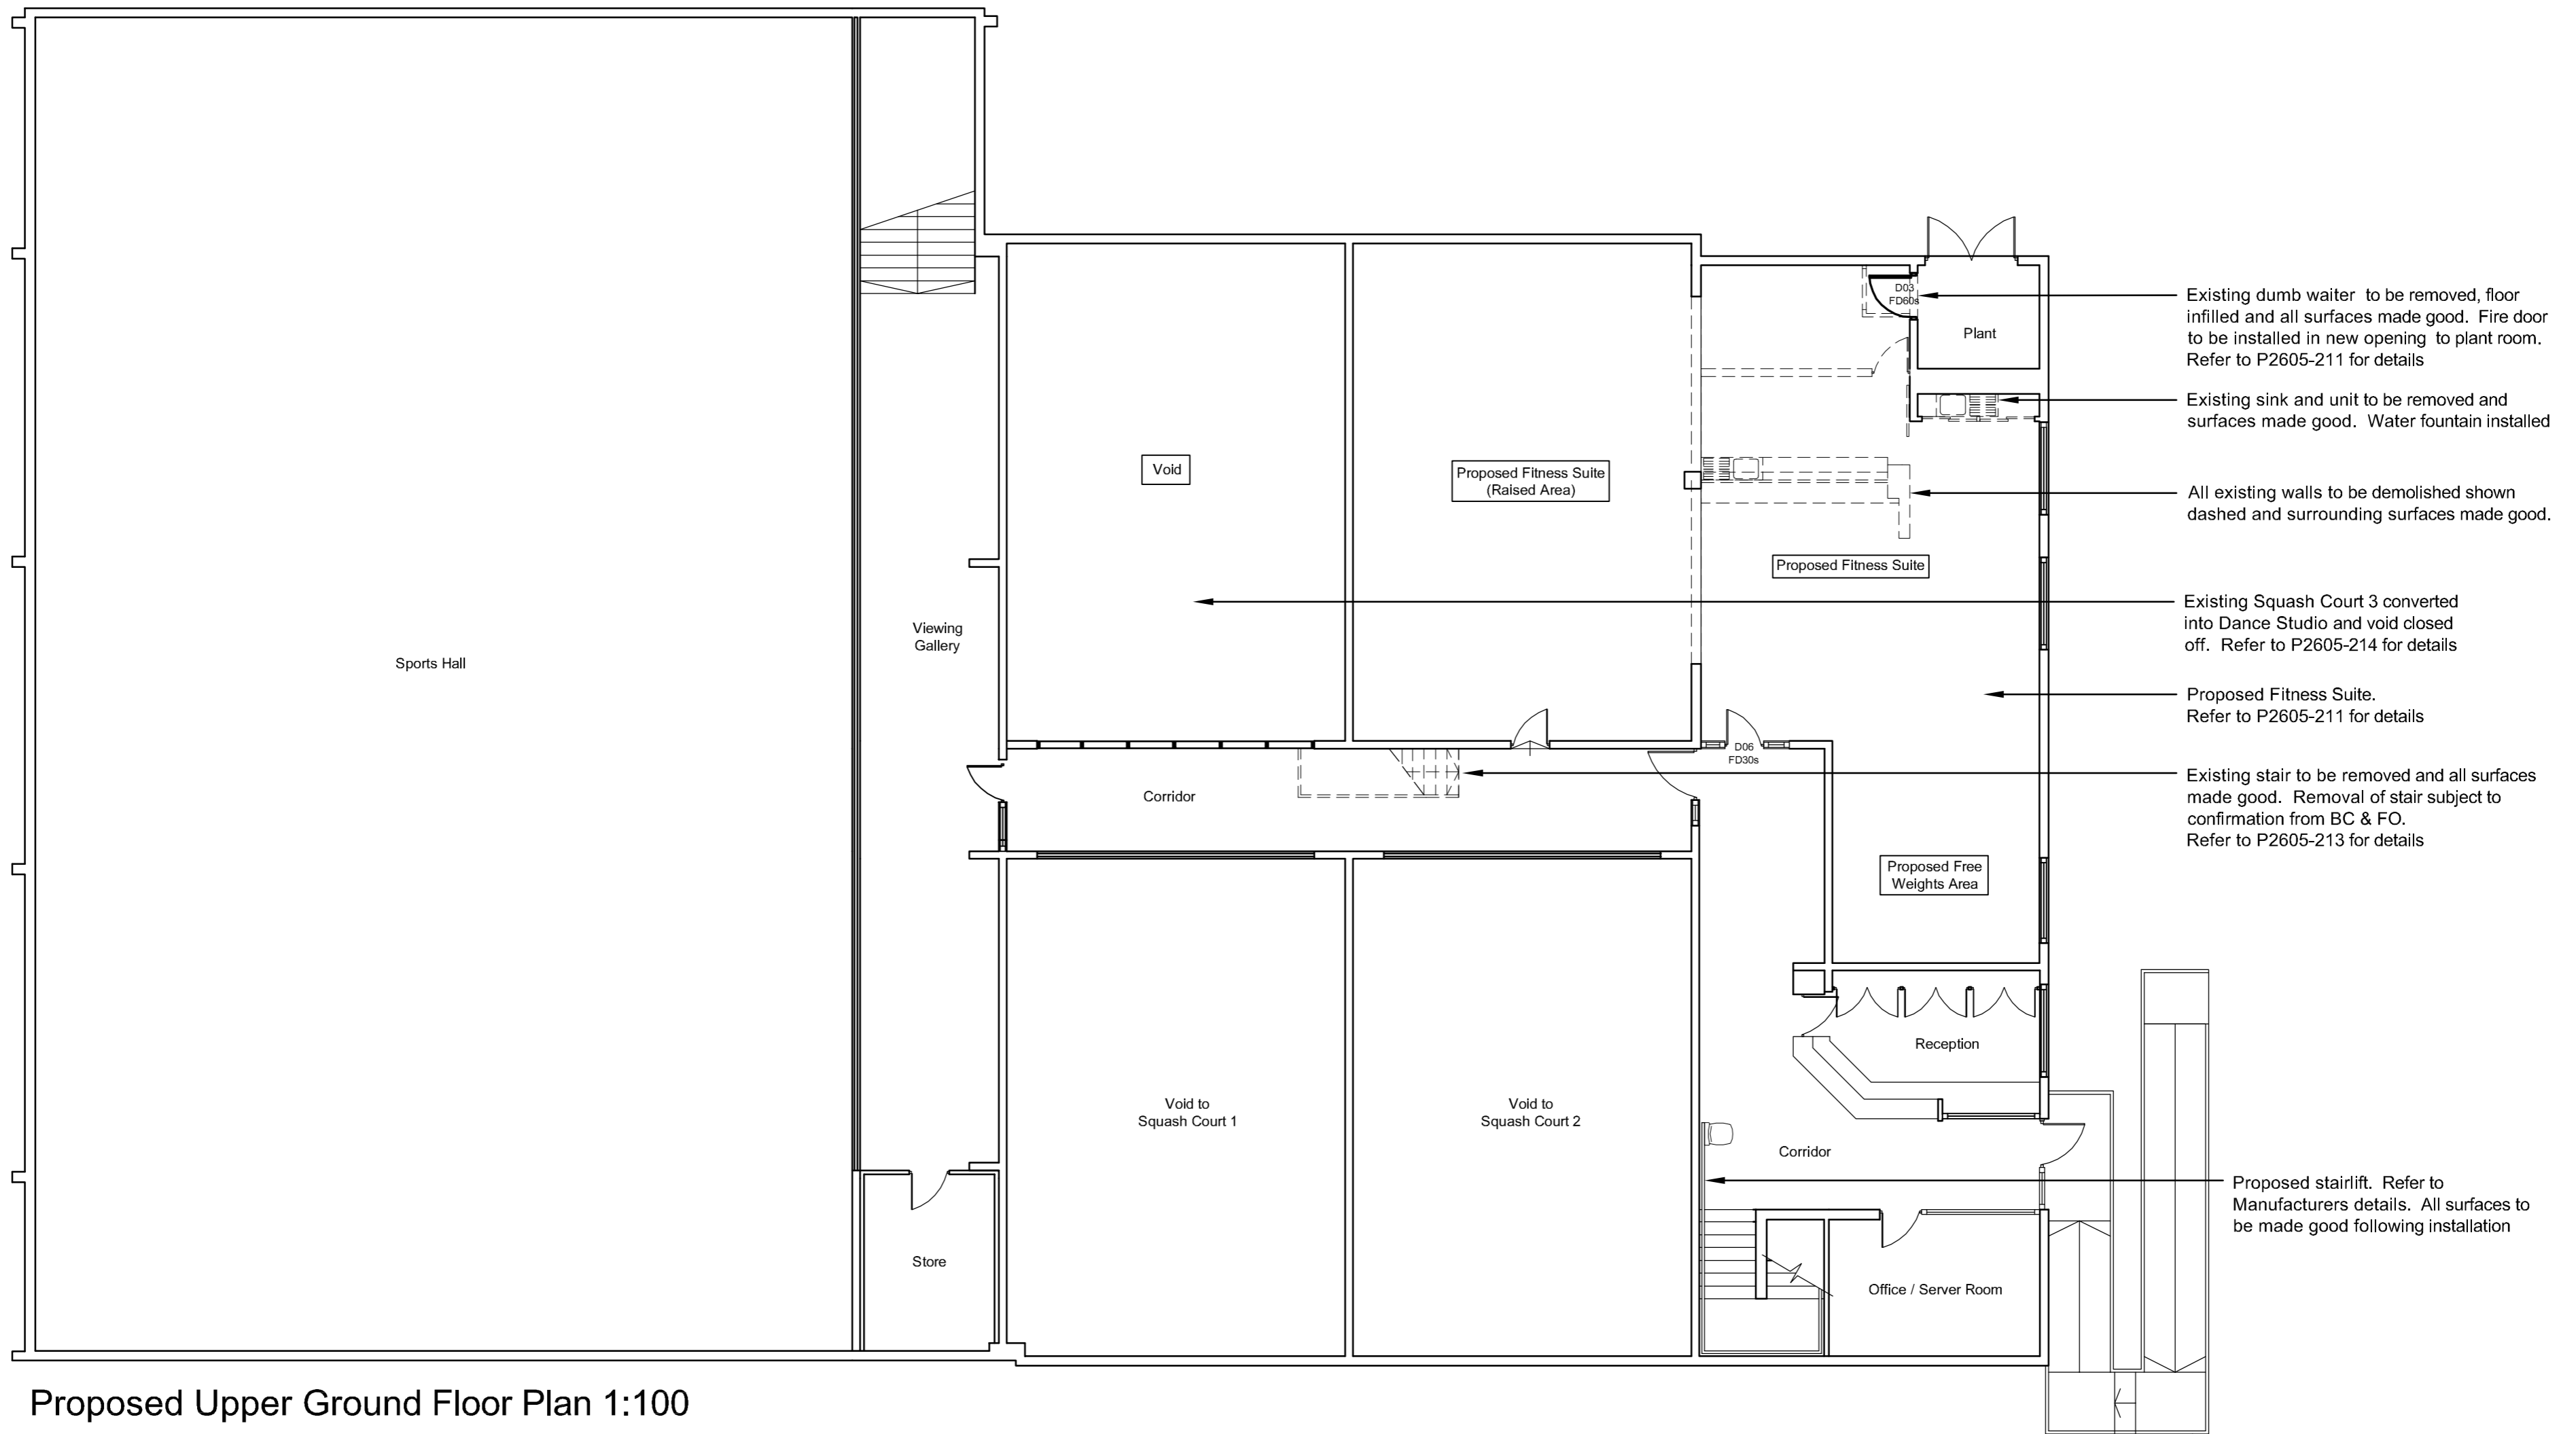 D03
FD60s
Plant
Existing dumb waiter to be removed, floor
infilled and all surfaces made good. Fire door
to be installed in new opening to plant room.
Refer to P2605-211 for details
Existing sink and unit to be removed and
surfaces made good. Water fountain installed
Void
Proposed Fitness Suite
(Raised Area)
All existing walls to be demolished shown
dashed and surrounding surfaces made good.
Proposed Fitness Suite
Existing Squash Court 3 converted
into Dance Studio and void closed
off. Refer to P2605-214 for details
Viewing
Gallery
Sports Hall
Proposed Fitness Suite.
Refer to P2605-211 for details
D06
FD30s
Corridor
Existing stair to be removed and all surfaces
made good. Removal of stair subject to
confirmation from BC & FO.
Refer to P2605-213 for details
Proposed Free
Weights Area
Reception
Void to
Squash Court 1
Void to
Squash Court 2
Corridor
Proposed stairlift. Refer to
Manufacturers details. All surfaces to
be made good following installation
Store
Office / Server Room
Proposed Upper Ground Floor Plan 1:100